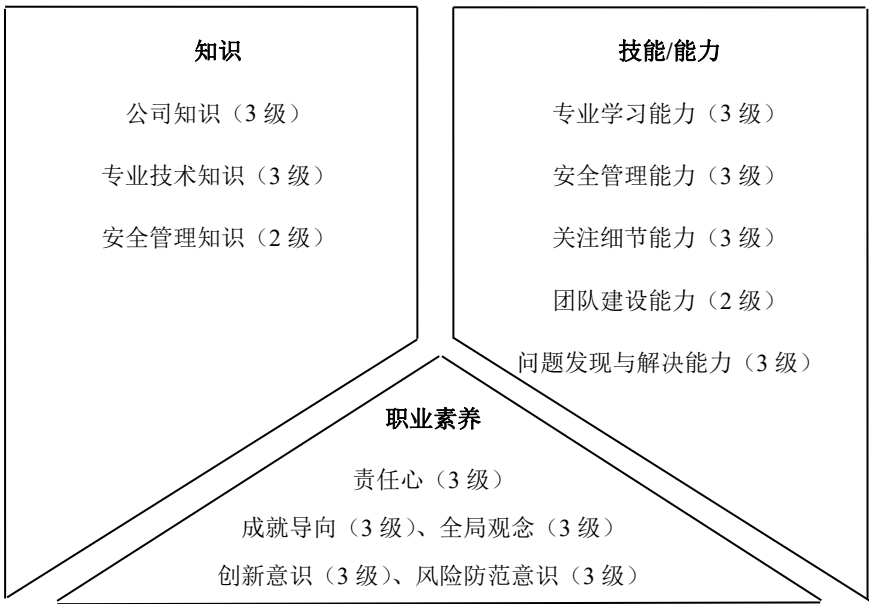 知识
公司知识（3 级）
专业技术知识（3 级）
安全管理知识（2 级）
技能/能力
专业学习能力（3 级）
安全管理能力（3 级）
关注细节能力（3 级）
团队建设能力（2 级）
问题发现与解决能力（3 级）
职业素养
责任心（3 级）
成就导向（3 级）、全局观念（3 级）
创新意识（3 级）、风险防范意识（3 级）